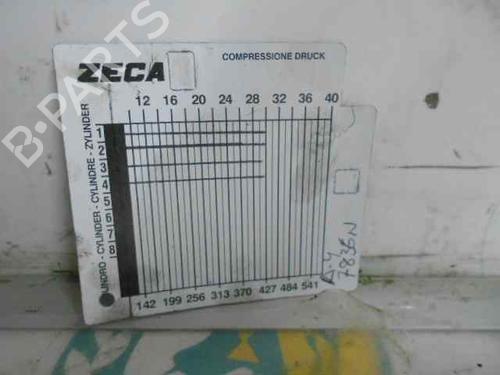 B-PARTS
ZECA
COMPRESSIONE DRUCK
12 16 20 24 28 32 36 40
CYLINDER - CYLINDRE - ZYLINDER
1
2
3
4
5
6
7
8
142 199 256 313 370 427 484 541